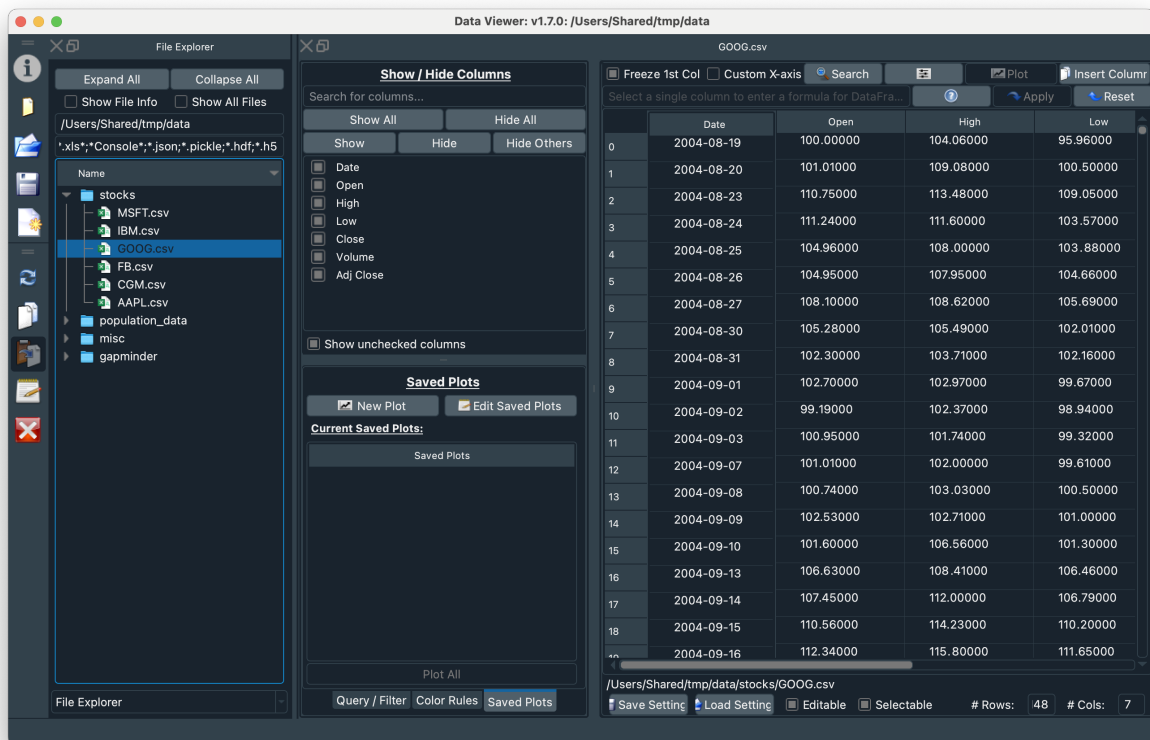 Data Viewer: v1.7.0: /Users/Shared/tmp/data
File Explorer
Expand All
Collapse All
Show File Info
Show All Files
/Users/Shared/tmp/data
*.xls*;*Console*;*.json;*.pickle;*.hdf;*.h5
Name
stocks
MSFT.csv
IBM.csv
GOOG.csv
FB.csv
CGM.csv
AAPL.csv
population_data
misc
gapminder
File Explorer
Show / Hide Columns
Search for columns...
Show All
Hide All
Show
Hide
Hide Others
Date
Open
High
Low
Close
Volume
Adj Close
Show unchecked columns
Saved Plots
New Plot
Edit Saved Plots
Current Saved Plots:
Saved Plots
Plot All
Query / Filter
Color Rules
Saved Plots
GOOG.csv
Freeze 1st Col
Custom X-axis
Search
Plot
Insert Column
Select a single column to enter a formula for DataFra...
Apply
Reset
Date Open High Low
0 2004-08-19 100.00000 104.06000 95.96000
1 2004-08-20 101.01000 109.08000 100.50000
2 2004-08-23 110.75000 113.48000 109.05000
3 2004-08-24 111.24000 111.60000 103.57000
4 2004-08-25 104.96000 108.00000 103.88000
5 2004-08-26 104.95000 107.95000 104.66000
6 2004-08-27 108.10000 108.62000 105.69000
7 2004-08-30 105.28000 105.49000 102.01000
8 2004-08-31 102.30000 103.71000 102.16000
9 2004-09-01 102.70000 102.97000 99.67000
10 2004-09-02 99.19000 102.37000 98.94000
11 2004-09-03 100.95000 101.74000 99.32000
12 2004-09-07 101.01000 102.00000 99.61000
13 2004-09-08 100.74000 103.03000 100.50000
14 2004-09-09 102.53000 102.71000 101.00000
15 2004-09-10 101.60000 106.56000 101.30000
16 2004-09-13 106.63000 108.41000 106.46000
17 2004-09-14 107.45000 112.00000 106.79000
18 2004-09-15 110.56000 114.23000 110.20000
19 2004-09-16 112.34000 115.80000 111.65000
/Users/Shared/tmp/data/stocks/GOOG.csv
Save Setting
Load Setting
Editable
Selectable
# Rows: 48
# Cols: 7